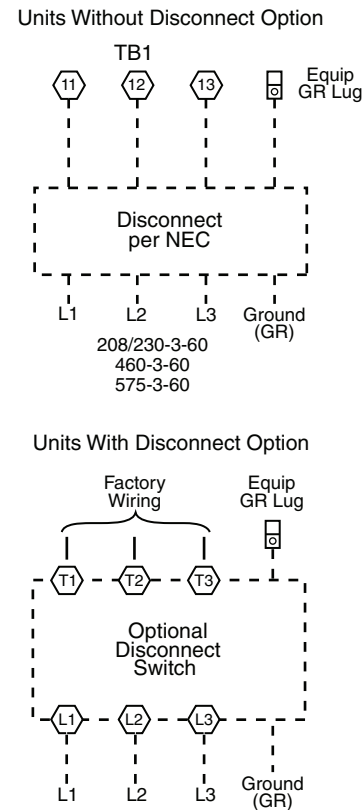 Units Without Disconnect Option
TB1
11 12 13 Equip
GR Lug
Disconnect
per NEC
L1 L2 L3 Ground
(GR)
208/230-3-60
460-3-60
575-3-60
Units With Disconnect Option
Factory
Wiring
Equip
GR Lug
T1 T2 T3
Optional
Disconnect
Switch
L1 L2 L3
L1 L2 L3 Ground
(GR)